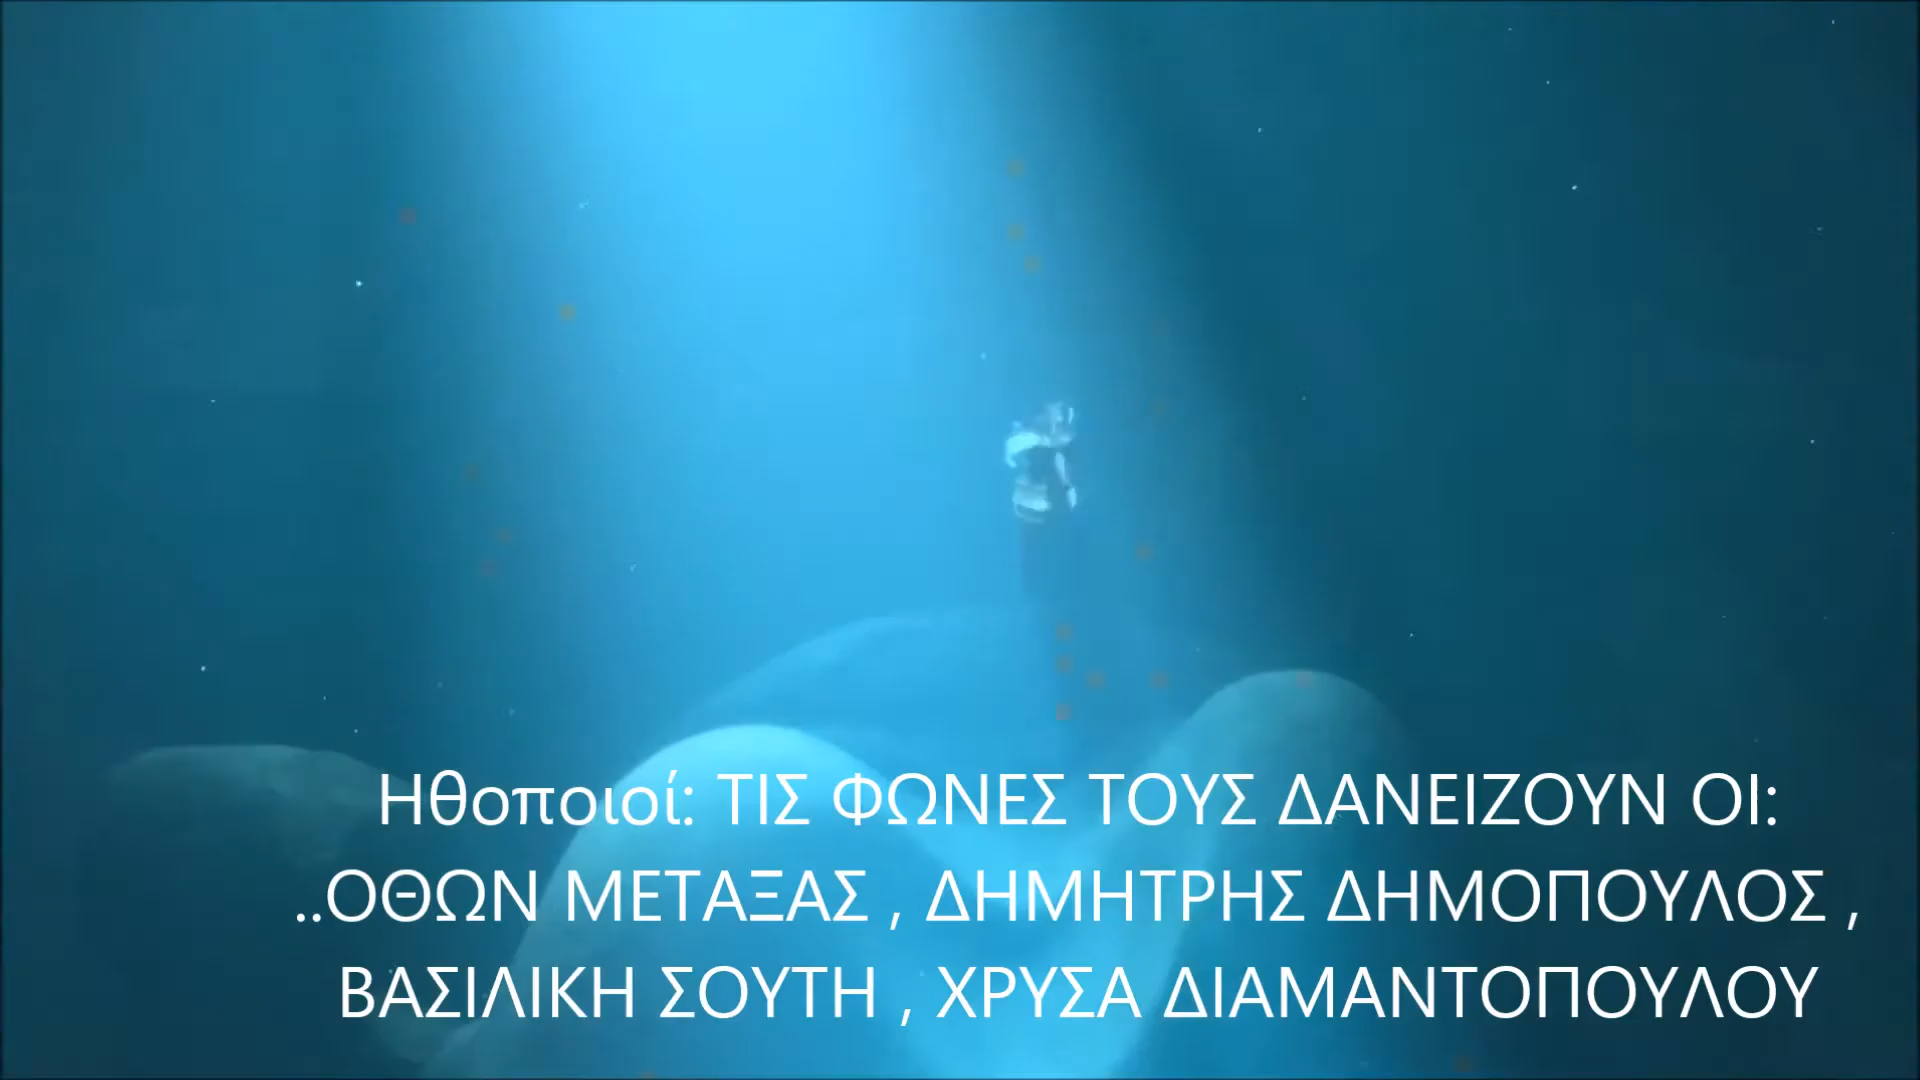 Ηθοποιοί: ΤΙΣ ΦΩΝΕΣ ΤΟΥΣ ΔΑΝΕΙΖΟΥΝ ΟΙ:
..ΟΘΩΝ ΜΕΤΑΞΑΣ , ΔΗΜΗΤΡΗΣ ΔΗΜΟΠΟΥΛΟΣ ,
ΒΑΣΙΛΙΚΗ ΣΟΥΤΗ , ΧΡΥΣΑ ΔΙΑΜΑΝΤΟΠΟΥΛΟΥ